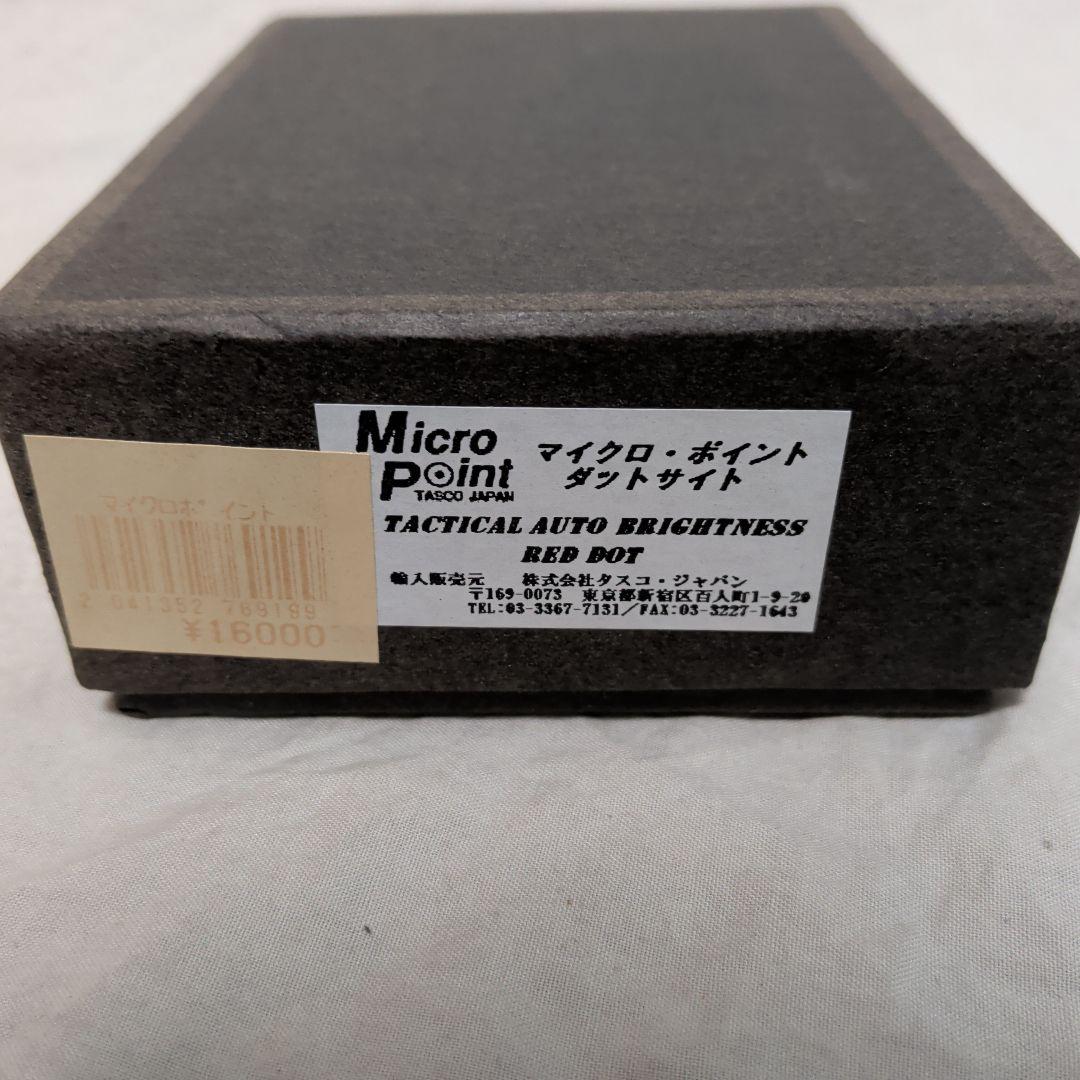 Micro
Point
TASCO JAPAN
マイクロ・ポイント
ダットサイト
TACTICAL AUTO BRIGHTNESS
RED DOT
輸入販売元 株式会社タスコ・ジャパン
〒169-0073 東京都新宿区百人町1-9-20
TEL:03-3367-7131/FAX:03-3227-1643
マイクロポイント
2 041352 769199
¥16000